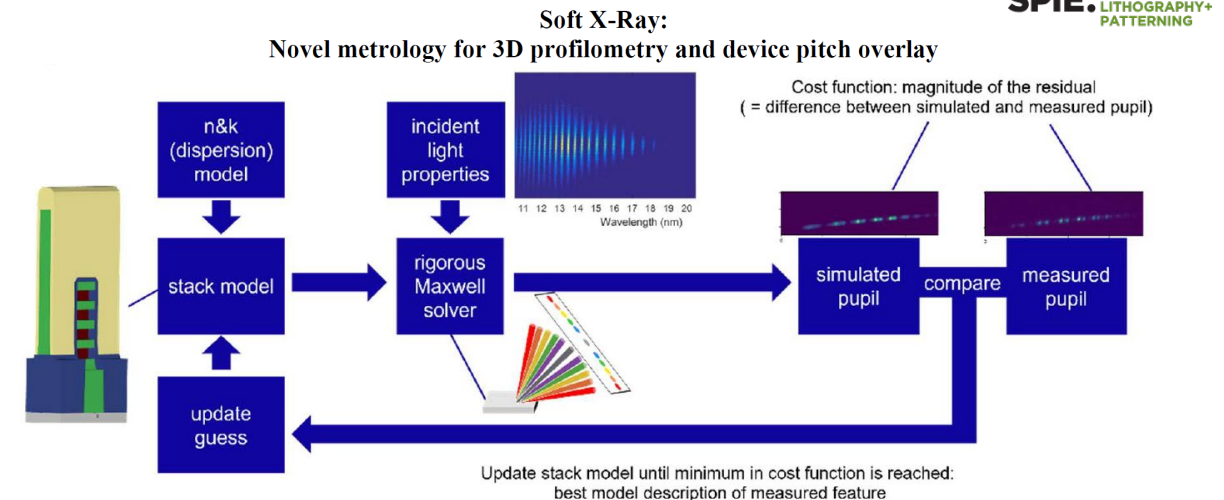 SPIE. LITHOGRAPHY+
PATTERNING
Soft X-Ray:
Novel metrology for 3D profilometry and device pitch overlay
Cost function: magnitude of the residual
( = difference between simulated and measured pupil)
n&k
(dispersion)
model
incident
light
properties
11 12 13 14 15 16 17 18 19 20
Wavelength (nm)
stack model
rigorous
Maxwell
solver
simulated
pupil
compare
measured
pupil
update
guess
Update stack model until minimum in cost function is reached:
best model description of measured feature